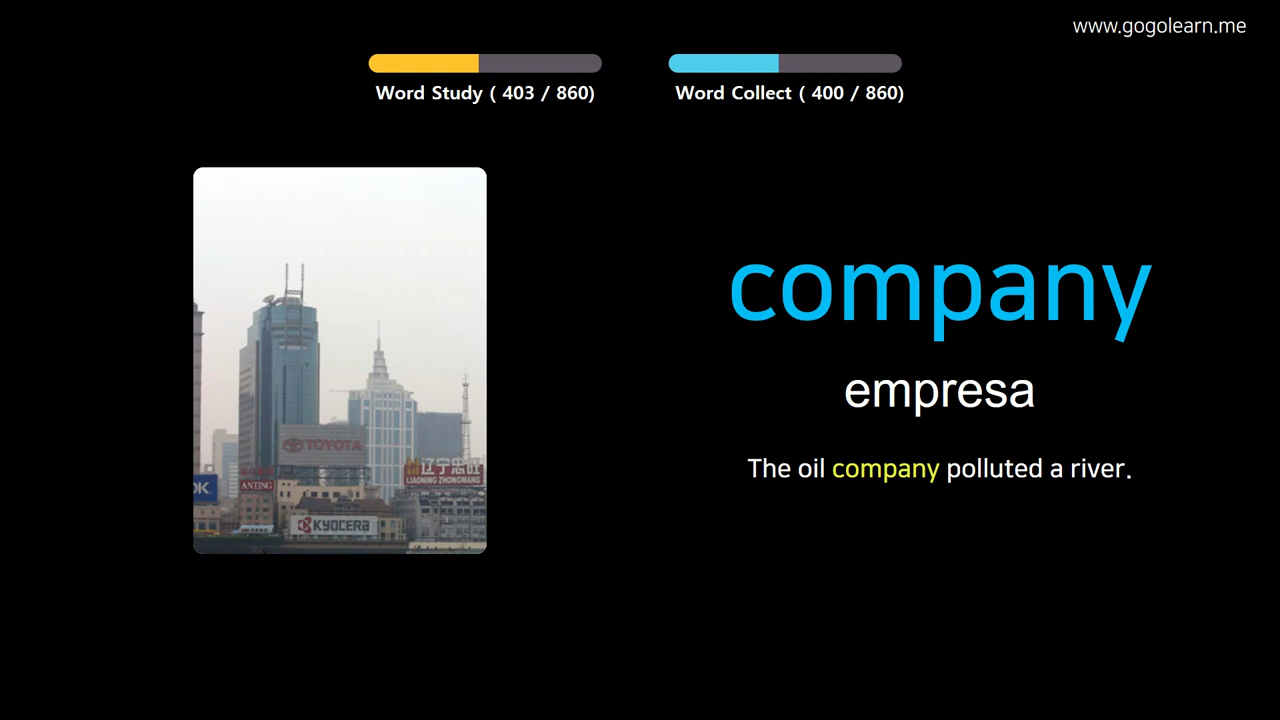 www.gogolearn.me
Word Study ( 403 / 860)
Word Collect ( 400 / 860)
company
empresa
The oil company polluted a river.
TOYOTA
辽宁忠旺
LIAONING ZHONGWANG
ANTING
OK
KYOCERA